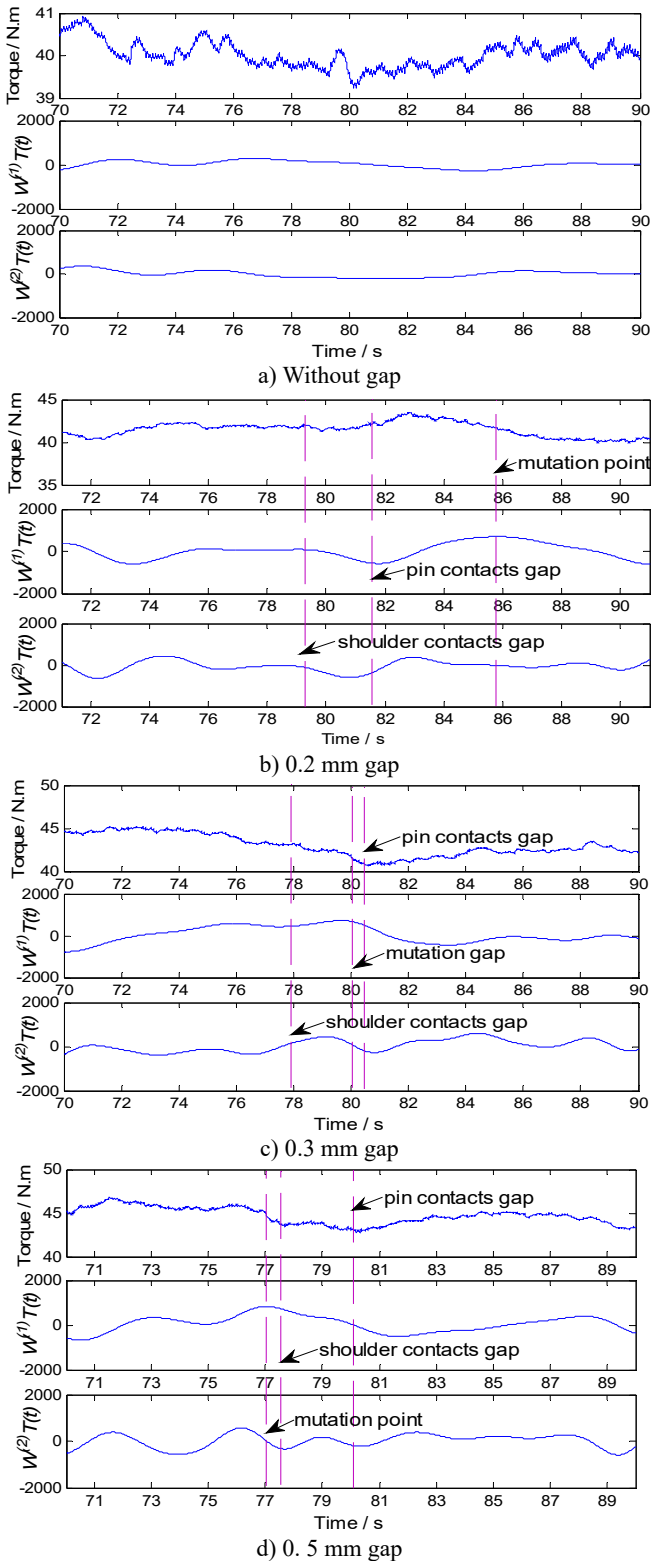 41
40
39
Torque / N.m
70 72 74 76 78 80 82 84 86 88 90
2000
0
-2000
W(1)T(t)
70 72 74 76 78 80 82 84 86 88 90
2000
0
-2000
W(2)T(t)
70 72 74 76 78 80 82 84 86 88 90
Time / s
a) Without gap
45
40
35
Torque / N.m
72 74 76 78 80 82 84 86 88 90
mutation point
2000
0
-2000
W(1)T(t)
pin contacts gap
72 74 76 78 80 82 84 86 88 90
2000
0
-2000
W(2)T(t)
shoulder contacts gap
72 74 76 78 80 82 84 86 88 90
Time / s
b) 0.2 mm gap
50
45
40
Torque / N.m
pin contacts gap
70 72 74 76 78 80 82 84 86 88 90
2000
0
-2000
W(1)T(t)
mutation gap
70 72 74 76 78 80 82 84 86 88 90
2000
0
-2000
W(2)T(t)
shoulder contacts gap
70 72 74 76 78 80 82 84 86 88 90
Time / s
c) 0.3 mm gap
50
45
40
Torque / N.m
pin contacts gap
71 73 75 77 79 81 83 85 87 89
2000
0
-2000
W(1)T(t)
shoulder contacts gap
71 73 75 77 79 81 83 85 87 89
2000
0
-2000
W(2)T(t)
mutation point
71 73 75 77 79 81 83 85 87 89
Time / s
d) 0. 5 mm gap